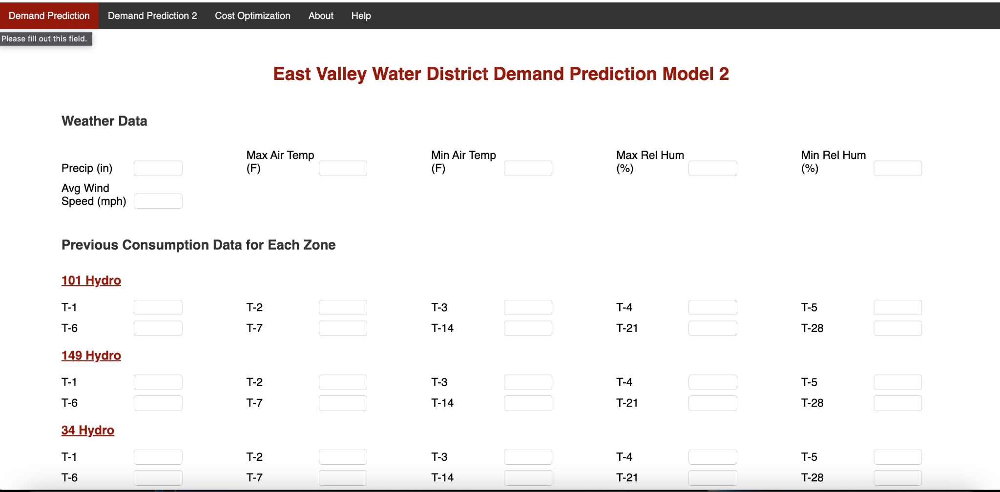 Demand Prediction Demand Prediction 2 Cost Optimization About Help
Please fill out this field.
East Valley Water District Demand Prediction Model 2
Weather Data
Precip (in) Max Air Temp (F) Min Air Temp (F) Max Rel Hum (%) Min Rel Hum (%)
Avg Wind Speed (mph)
Previous Consumption Data for Each Zone
101 Hydro
T-1 T-2 T-3 T-4 T-5
T-6 T-7 T-14 T-21 T-28
149 Hydro
T-1 T-2 T-3 T-4 T-5
T-6 T-7 T-14 T-21 T-28
34 Hydro
T-1 T-2 T-3 T-4 T-5
T-6 T-7 T-14 T-21 T-28